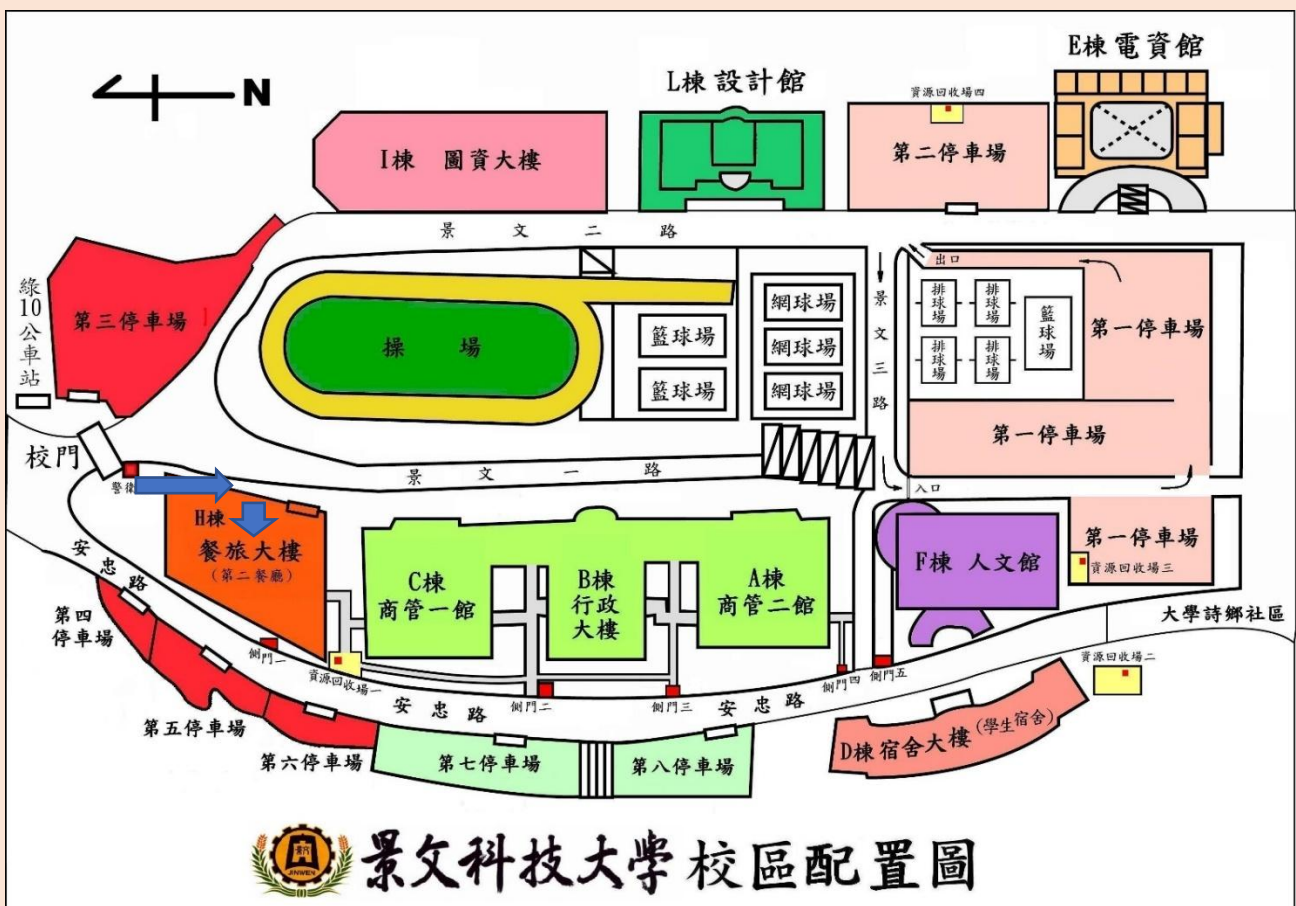 E棟電資館
L棟設計館
N
資源回收場四
I棟 圖資大樓
第二停車場
景文二路
出口
綠10公車站
第三停車場
操場
籃球場
籃球場
網球場
網球場
網球場
景文三路
排球場
排球場
排球場
排球場
籃球場
第一停車場
第一停車場
校門
警衛
景文一路
入口
H棟
餐旅大樓
(第二餐廳)
C棟
商管一館
B棟
行政
大樓
A棟
商管二館
F棟 人文館
第一停車場
資源回收場三
大學詩鄉社區
安忠路
第四
停車場
側門一
資源回收場一
側門二
側門三
側門四
側門五
資源回收場二
安忠路
安忠路
第五停車場
第六停車場
第七停車場
第八停車場
D棟宿舍大樓(學生宿舍)
JINWEN
景文科技大学校區配置圖